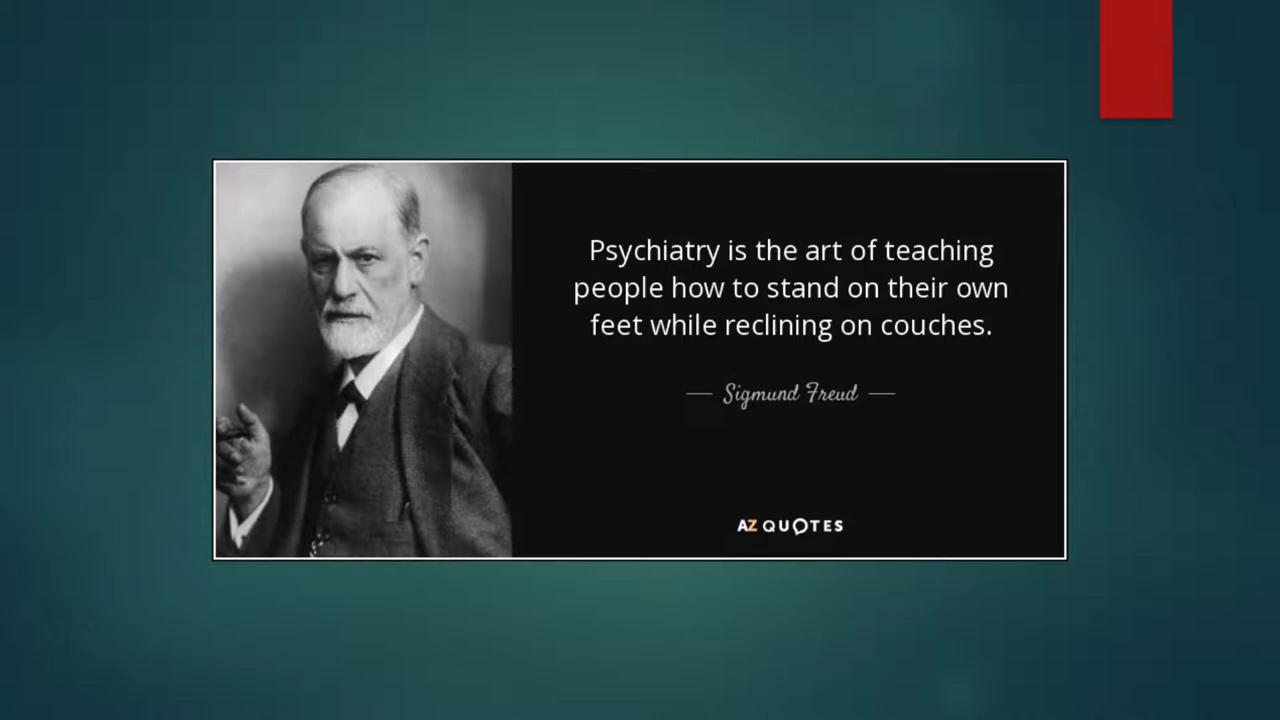 Psychiatry is the art of teaching
people how to stand on their own
feet while reclining on couches.
Sigmund Freud
AZ QUOTES